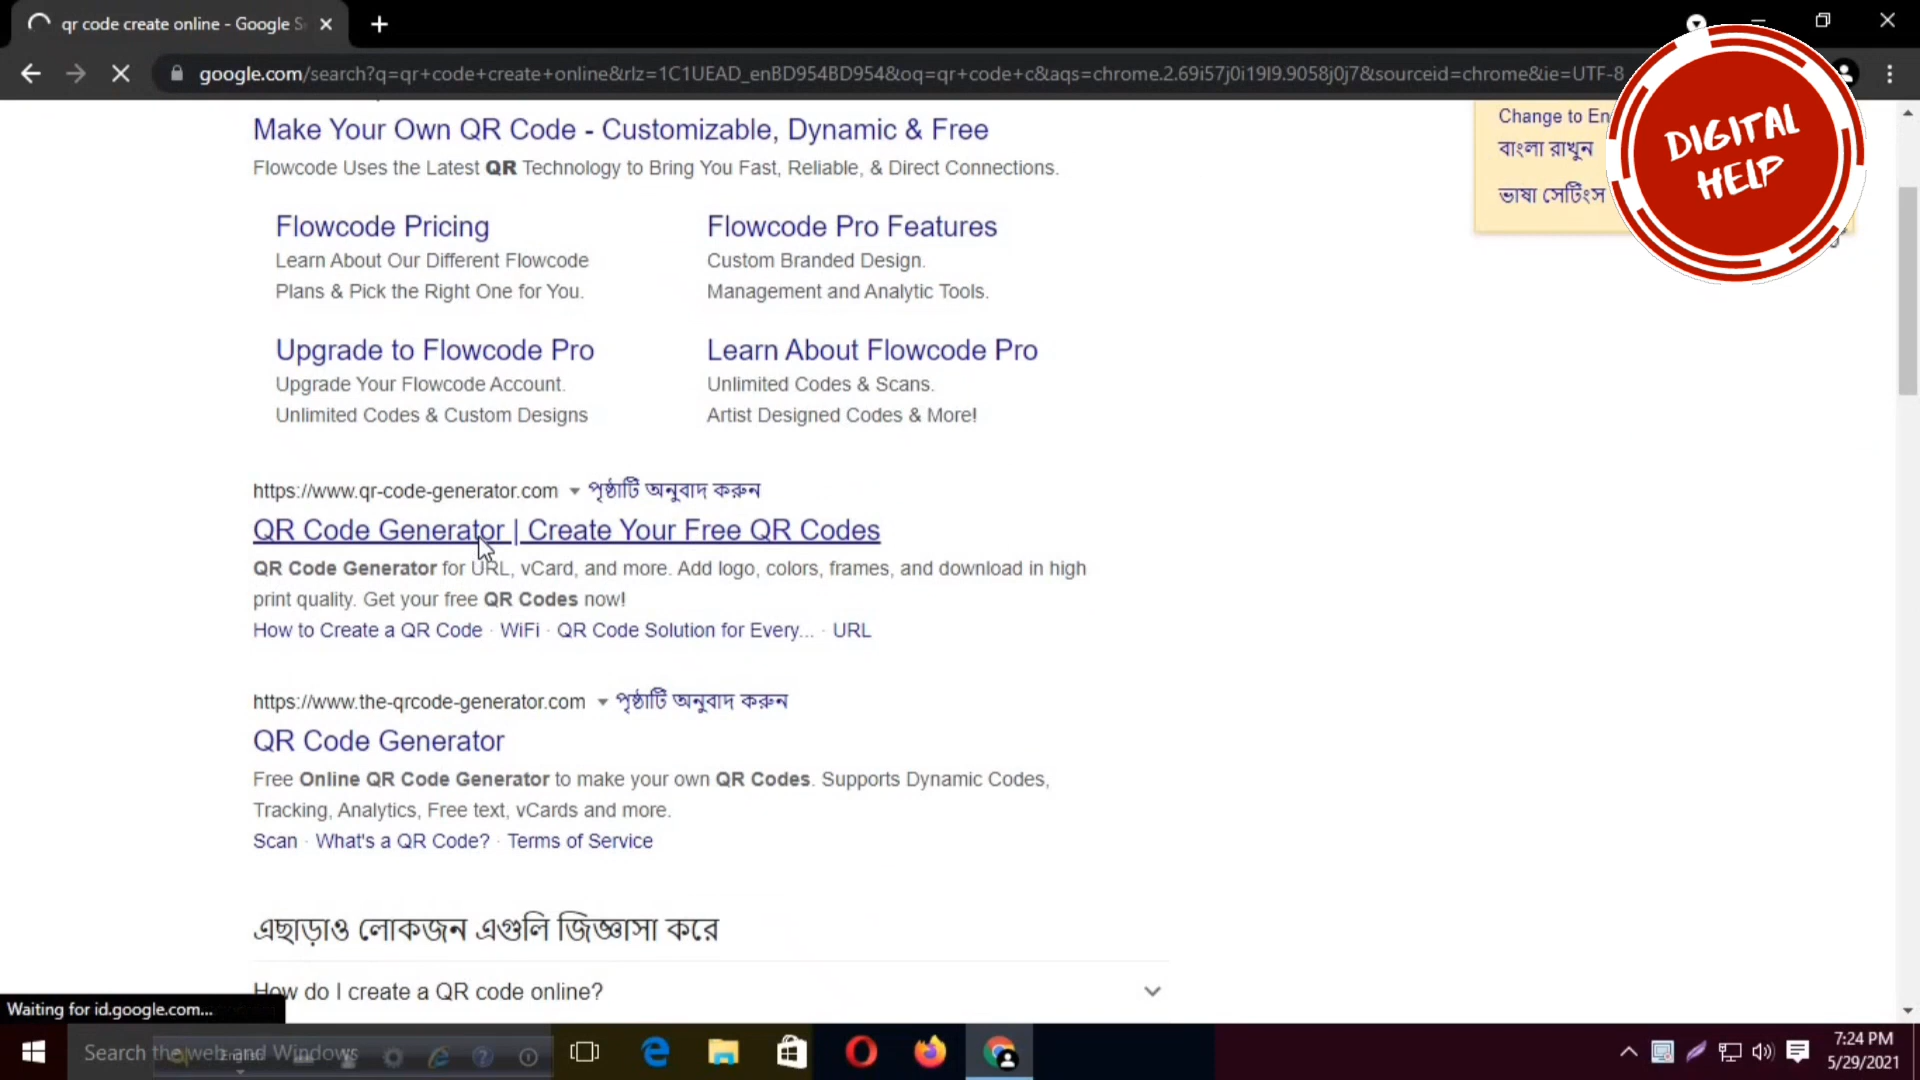 qr code create online - Google S
google.com/search?q=qr+code+create+online&rlz=1C1UEAD_enBD954BD954&oq=qr+code+c&aqs=chrome.2.69i57j0i19l9.9058j0j7&sourceid=chrome&ie=UTF-8
DIGITAL
HELP
Change to En
বাংলা রাখুন
ভাষা সেটিংস
Make Your Own QR Code - Customizable, Dynamic & Free
Flowcode Uses the Latest QR Technology to Bring You Fast, Reliable, & Direct Connections.
Flowcode Pricing
Learn About Our Different Flowcode
Plans & Pick the Right One for You.
Flowcode Pro Features
Custom Branded Design.
Management and Analytic Tools.
Upgrade to Flowcode Pro
Upgrade Your Flowcode Account.
Unlimited Codes & Custom Designs
Learn About Flowcode Pro
Unlimited Codes & Scans.
Artist Designed Codes & More!
https://www.qr-code-generator.com পৃষ্ঠাটি অনুবাদ করুন
QR Code Generator | Create Your Free QR Codes
QR Code Generator for URL, vCard, and more. Add logo, colors, frames, and download in high
print quality. Get your free QR Codes now!
How to Create a QR Code · WiFi · QR Code Solution for Every... · URL
https://www.the-qrcode-generator.com পৃষ্ঠাটি অনুবাদ করুন
QR Code Generator
Free Online QR Code Generator to make your own QR Codes. Supports Dynamic Codes,
Tracking, Analytics, Free text, vCards and more.
Scan · What's a QR Code? · Terms of Service
এছাড়াও লোকজন এগুলি জিজ্ঞাসা করে
How do I create a QR code online?
Waiting for id.google.com...
Search the web and Windows
English
7:24 PM
5/29/2021